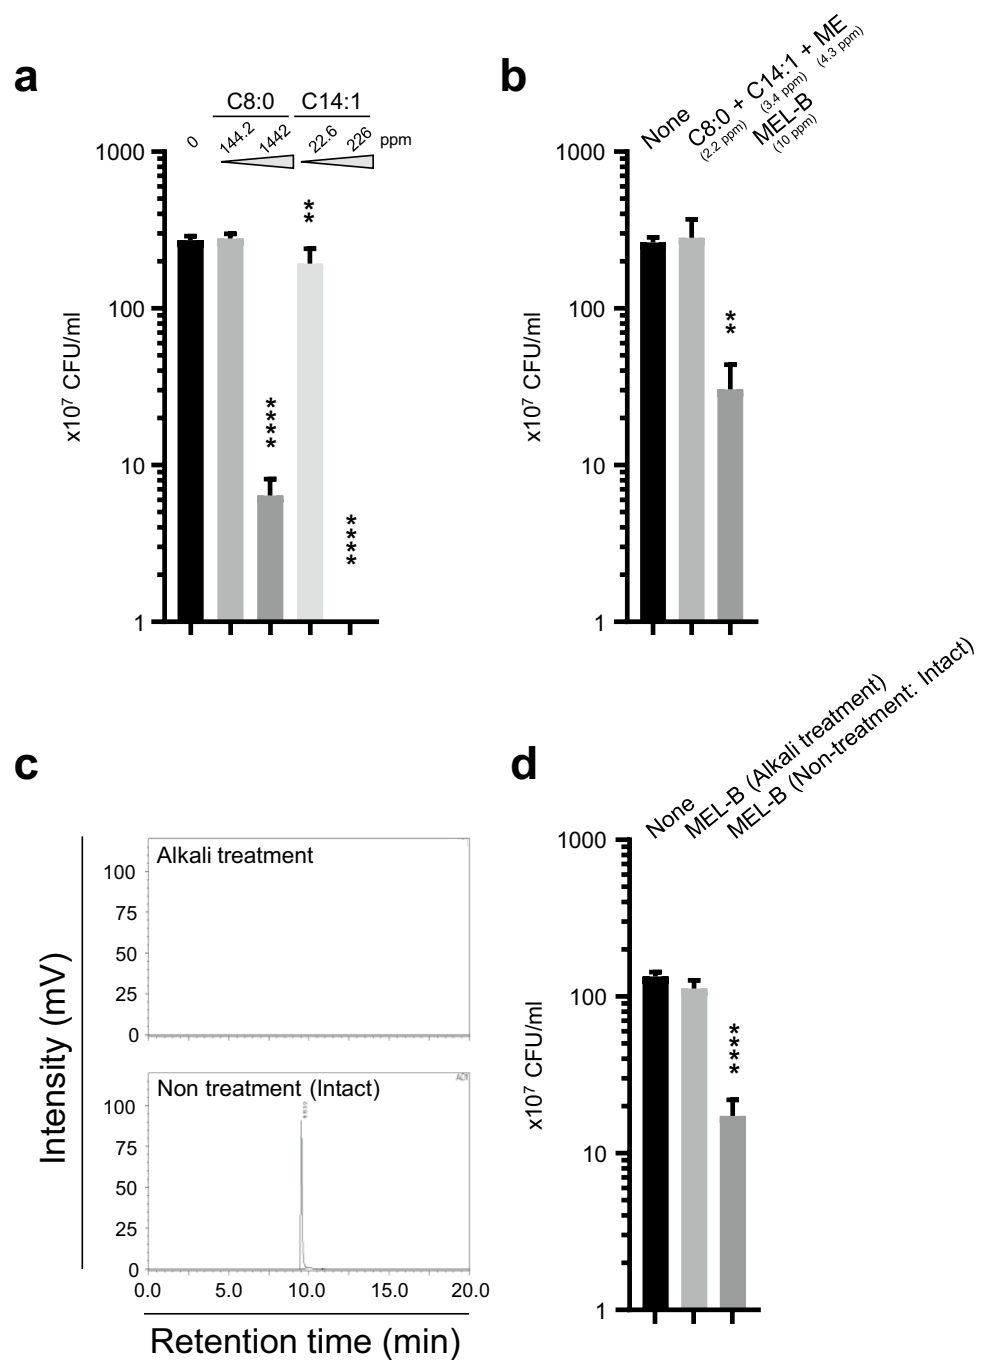 a
C8:0 C14:1
0 144.2 1442 22.6 226 ppm
1000
100
10
1
x10⁷ CFU/ml
**
****
****
b
None
C8:0 + C14:1 + ME
(2.2 ppm) (3.4 ppm) (4.3 ppm)
MEL-B
(10 ppm)
1000
100
10
1
x10⁷ CFU/ml
**
c
Alkali treatment
100
75
50
25
0
Non treatment (Intact)
100
75
50
25
0
0.0 5.0 10.0 15.0 20.0
Intensity (mV)
Retention time (min)
d
None
MEL-B (Alkali treatment)
MEL-B (Non-treatment: Intact)
1000
100
10
1
x10⁷ CFU/ml
****